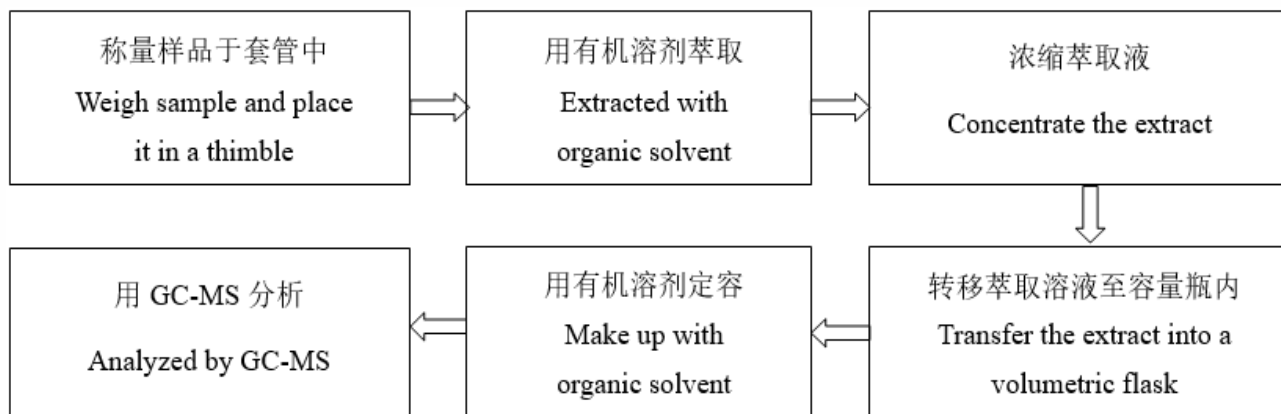 称量样品于套管中
Weigh sample and place
it in a thimble
用有机溶剂萃取
Extracted with
organic solvent
浓缩萃取液
Concentrate the extract
转移萃取溶液至容量瓶内
Transfer the extract into a
volumetric flask
用有机溶剂定容
Make up with
organic solvent
用 GC-MS 分析
Analyzed by GC-MS